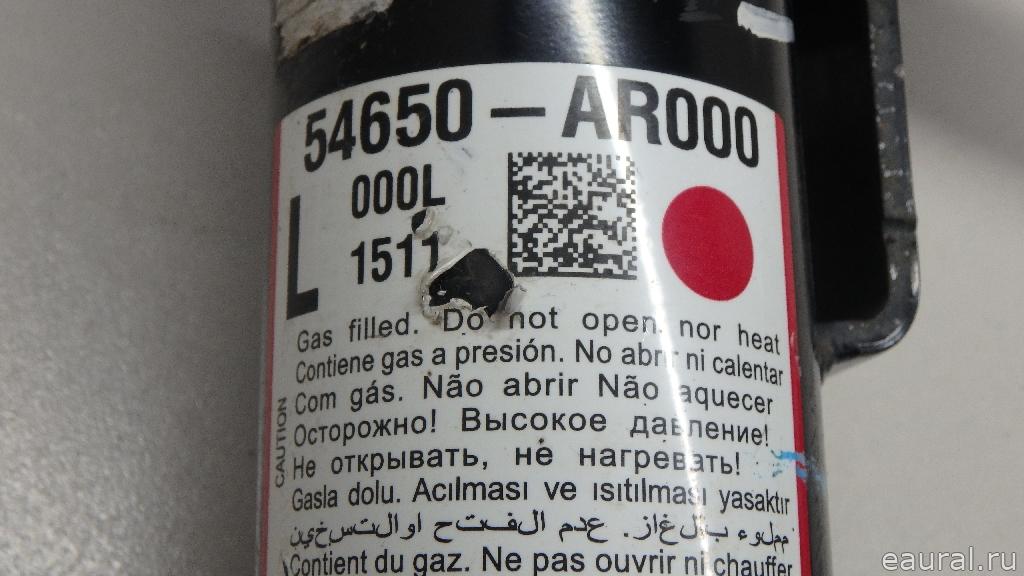 54650-AR000
L
000L
1511
Gas filled. Do not open nor heat
Contiene gas a presión. No abrir ni calentar
Com gás. Não abrir Não aquecer
Осторожно! Высокое давление!
Не открывать, не нагревать!
Gasla dolu. Acılması ve ısıtılması yasaktır
مملوء بالغاز. عدم الفتح او التسخين
Contient du gaz. Ne pas ouvrir ni chauffer
CAUTION
eaural.ru